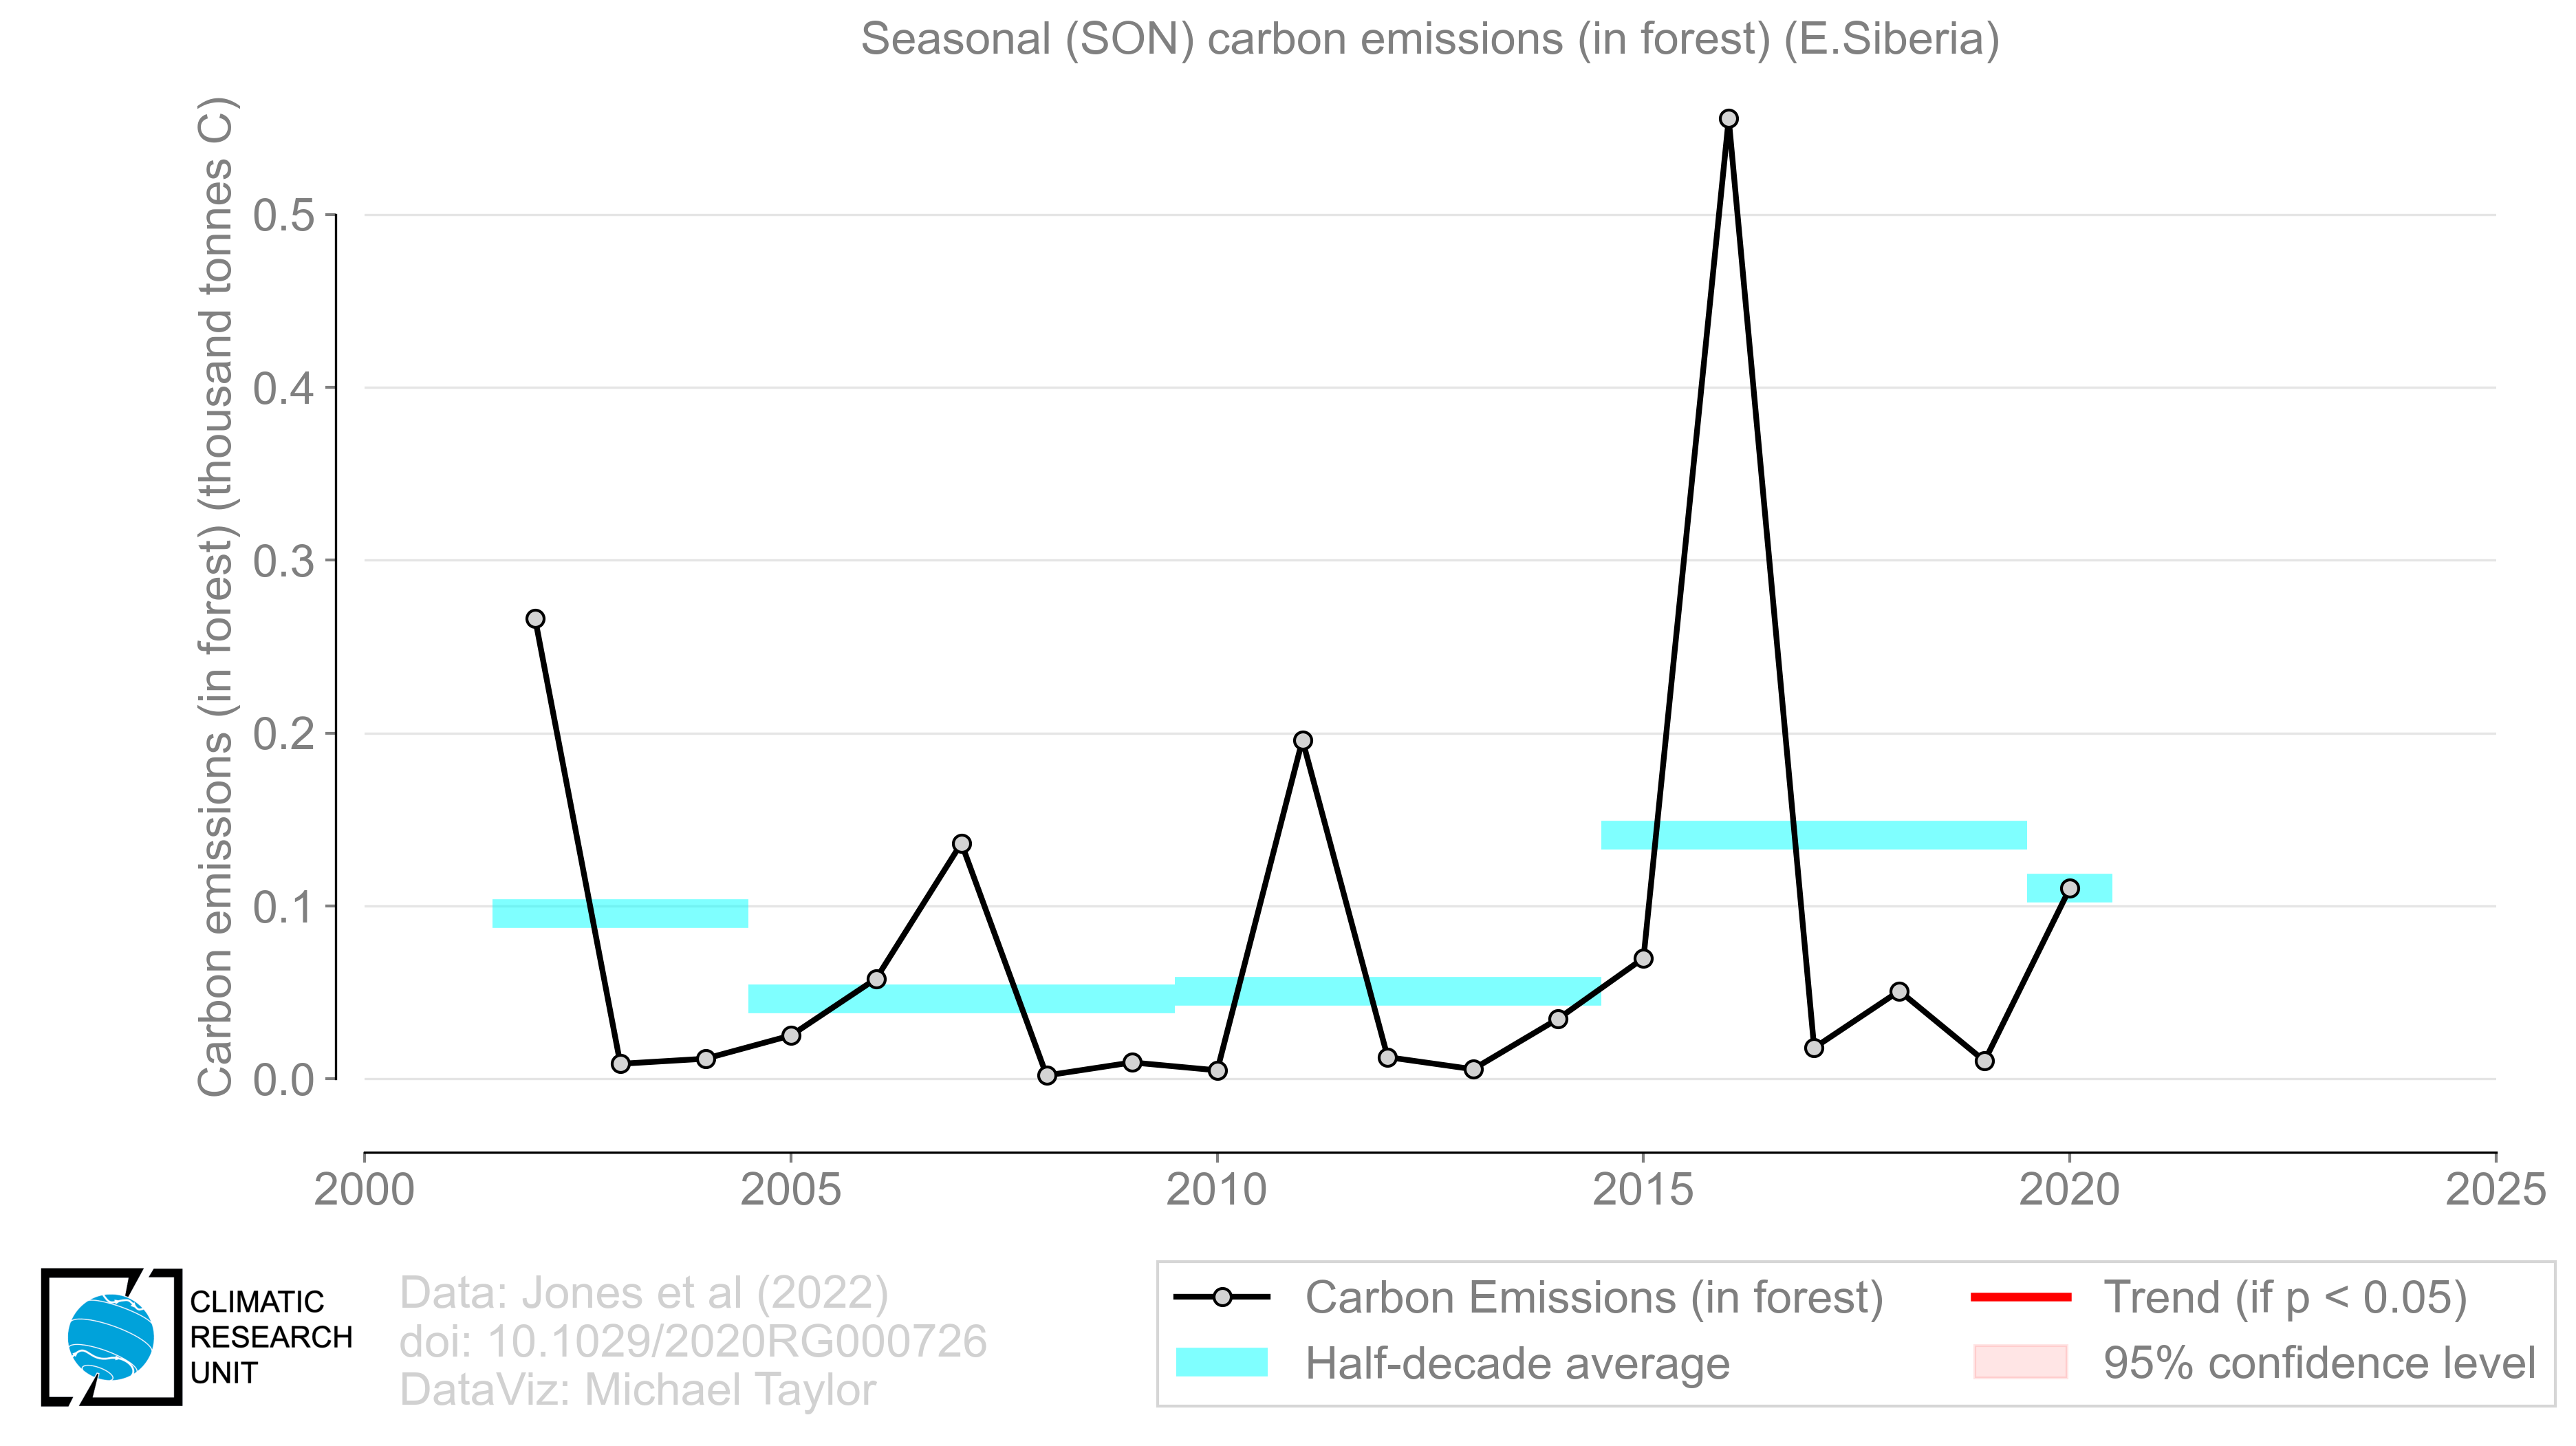 Seasonal (SON) carbon emissions (in forest) (E.Siberia)
Carbon emissions (in forest) (thousand tonnes C)
0.5
0.4
0.3
0.2
0.1
0.0
2000
2005
2010
2015
2020
2025
CLIMATIC
RESEARCH
UNIT
Data: Jones et al (2022)
doi: 10.1029/2020RG000726
DataViz: Michael Taylor
Carbon Emissions (in forest)
Half-decade average
Trend (if p < 0.05)
95% confidence level